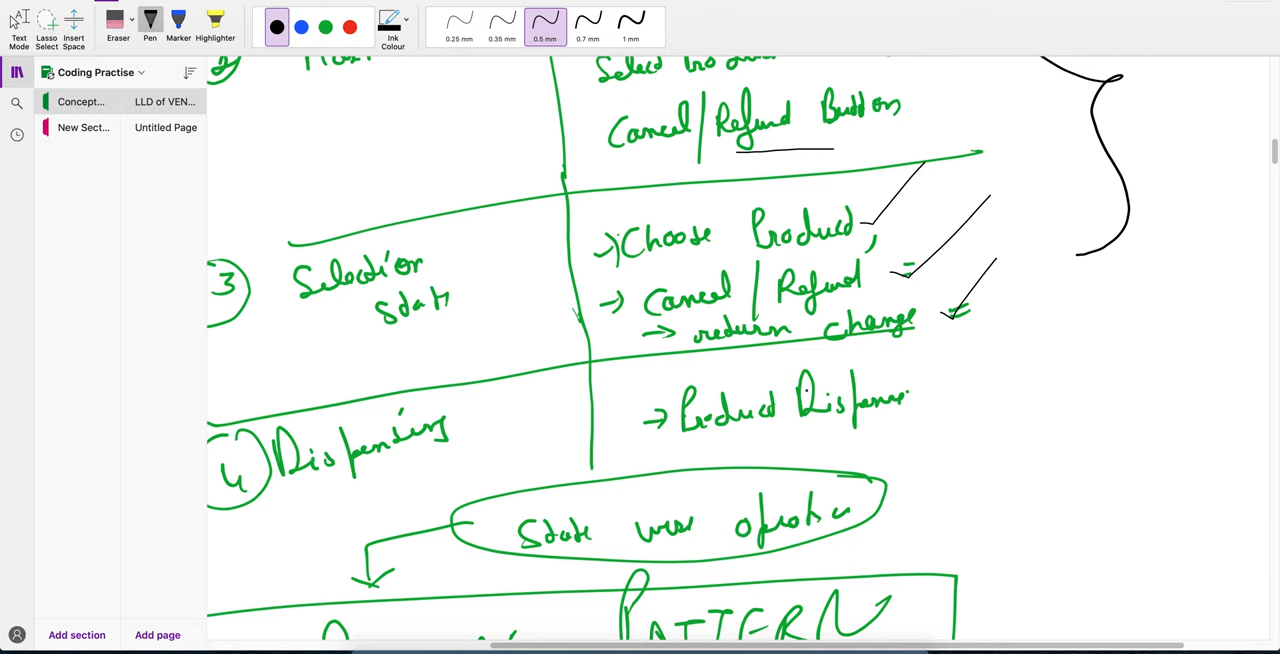 Text Mode
Lasso Select
Insert Space
Eraser
Pen
Marker
Highlighter
Ink Colour
0.25 mm
0.35 mm
0.5 mm
0.7 mm
1 mm
Coding Practise
Concept... LLD of VEN...
New Sect... Untitled Page
Select
Cancel/Refund Button
3 Selection State
→ Choose Product,
→ Cancel / Refund
→ return change
4 Dispensing
→ Product Dispense
State wise operation
PATTERN
Add section Add page